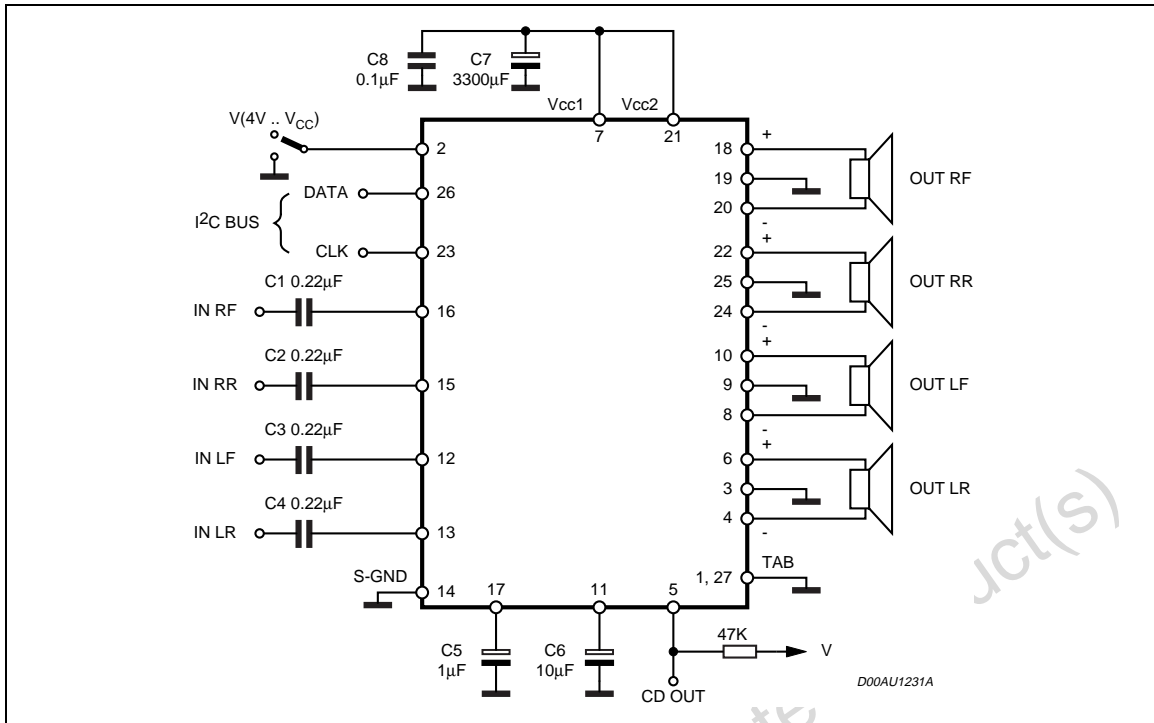 C8
0.1µF
C7
3300µF
Vcc1
Vcc2
7
21
V(4V .. VCC)
2
DATA
26
I2C BUS
CLK
23
C1 0.22µF
IN RF
16
C2 0.22µF
IN RR
15
C3 0.22µF
IN LF
12
C4 0.22µF
IN LR
13
S-GND
14
17
11
5
C5
1µF
C6
10µF
CD OUT
47K
V
+
18
19
20
-
OUT RF
+
22
25
24
-
OUT RR
+
10
9
8
-
OUT LF
+
6
3
4
-
OUT LR
1, 27
TAB
D00AU1231A
uct(s)